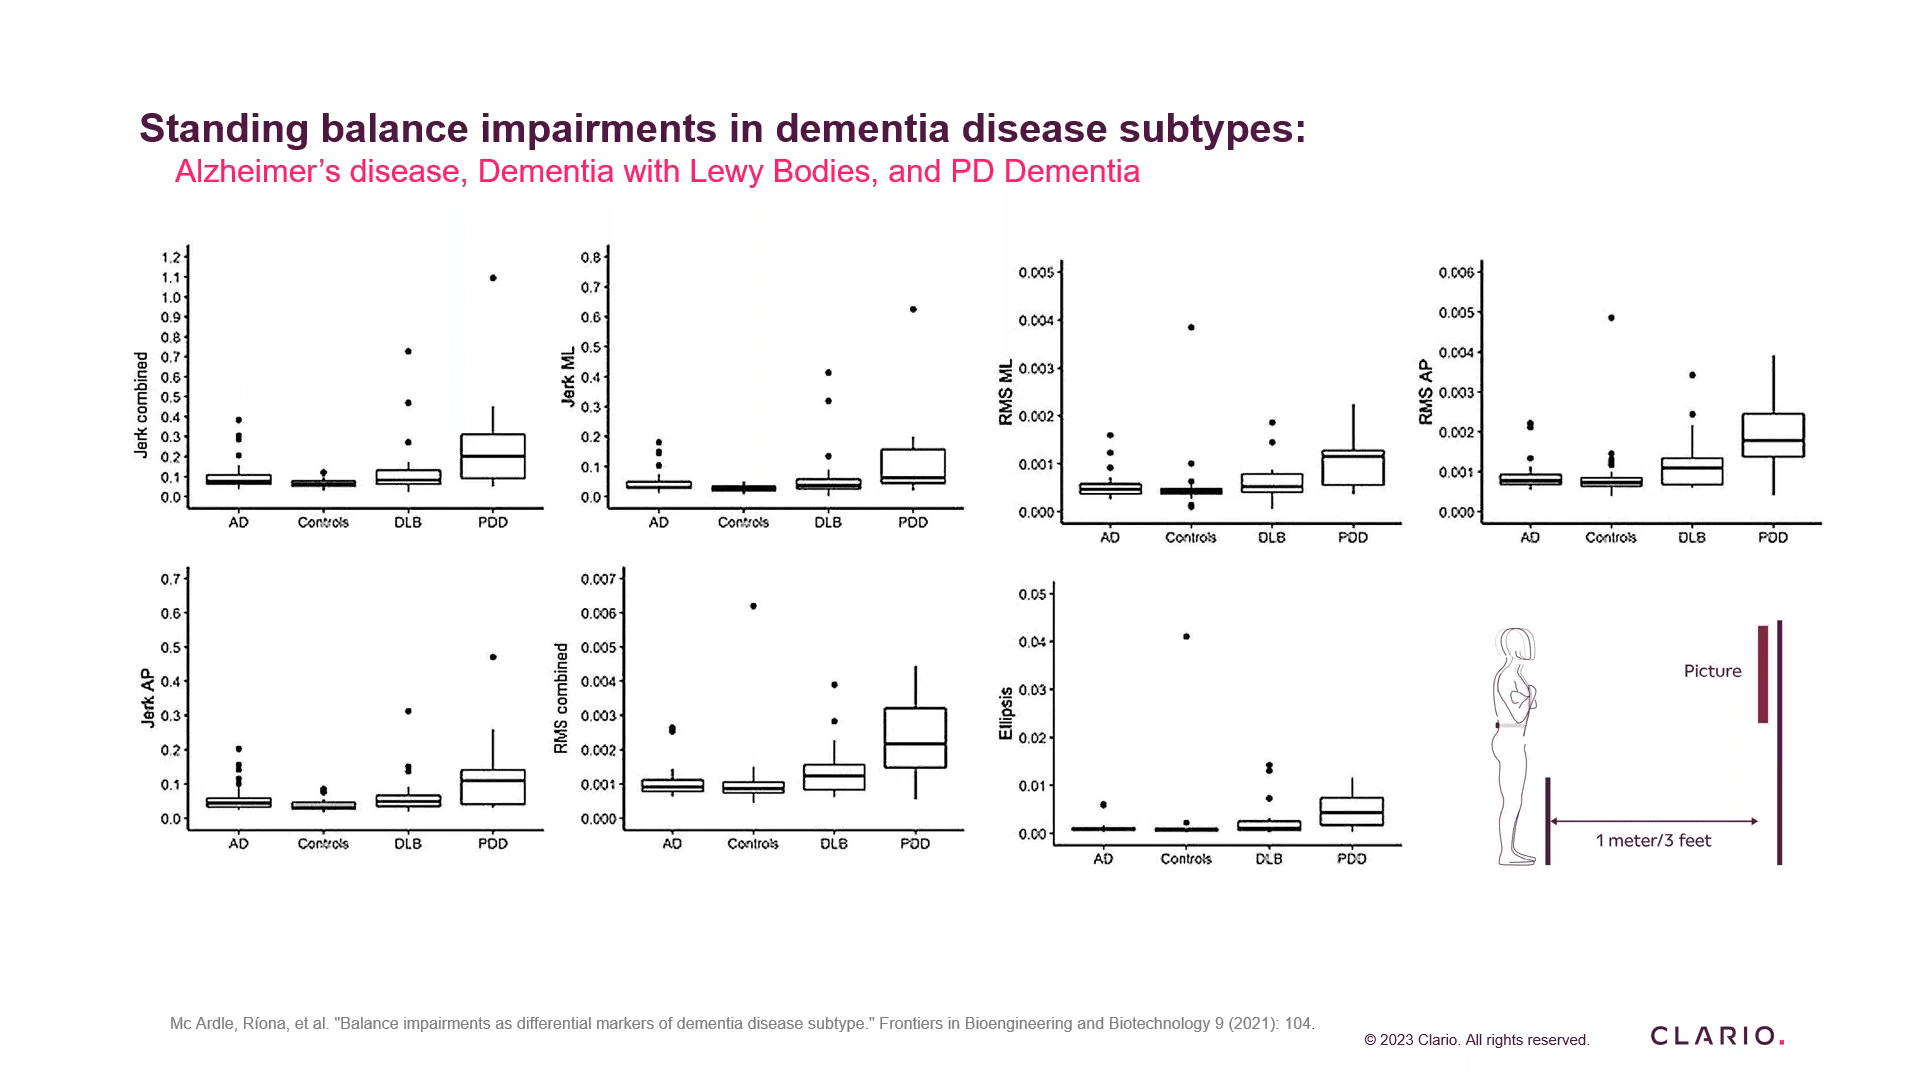 Standing balance impairments in dementia disease subtypes:
Alzheimer’s disease, Dementia with Lewy Bodies, and PD Dementia
Jerk combined
1.2
1.1
1.0
0.9
0.8
0.7
0.6
0.5
0.4
0.3
0.2
0.1
0.0
AD Controls DLB PDD
Jerk ML
0.8
0.7
0.6
0.5
0.4
0.3
0.2
0.1
0.0
AD Controls DLB PDD
RMS ML
0.005
0.004
0.003
0.002
0.001
0.000
AD Controls DLB PDD
RMS AP
0.006
0.005
0.004
0.003
0.002
0.001
0.000
AD Controls DLB PDD
Jerk AP
0.7
0.6
0.5
0.4
0.3
0.2
0.1
0.0
AD Controls DLB PDD
RMS combined
0.007
0.006
0.005
0.004
0.003
0.002
0.001
0.000
AD Controls DLB PDD
Ellipsis
0.05
0.04
0.03
0.02
0.01
0.00
AD Controls DLB PDD
Picture
1 meter/3 feet
Mc Ardle, Ríona, et al. "Balance impairments as differential markers of dementia disease subtype." Frontiers in Bioengineering and Biotechnology 9 (2021): 104.
© 2023 Clario. All rights reserved.
CLARIO.